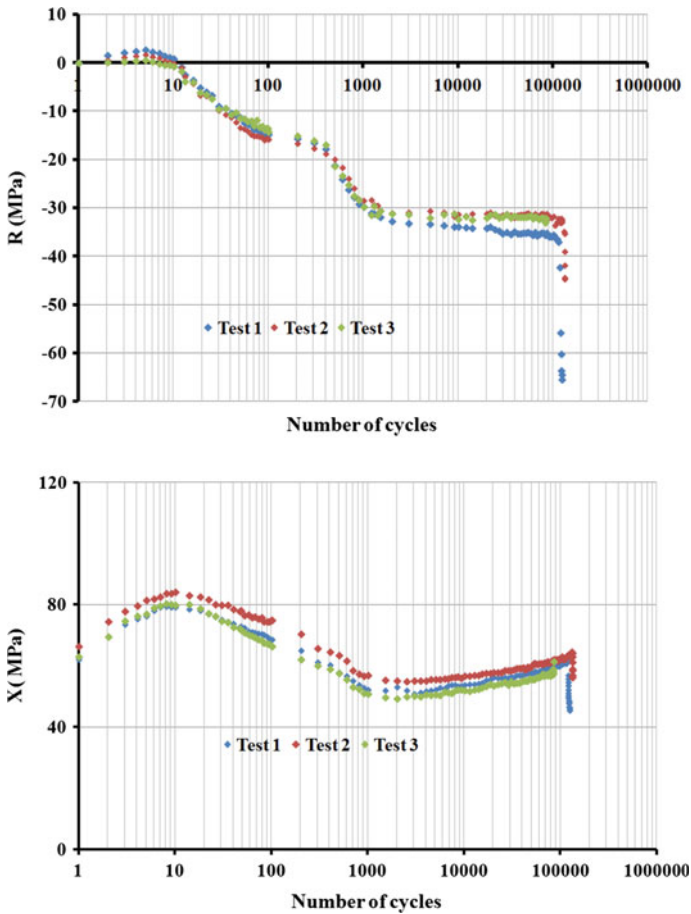 10
0
1 10 100 1000 10000 100000 1000000
-10
-20
-30
-40
-50
-60
-70
R (MPa)
Test 1 Test 2 Test 3
Number of cycles
120
80
40
0
X (MPa)
Test 1 Test 2 Test 3
1 10 100 1000 10000 100000 1000000
Number of cycles